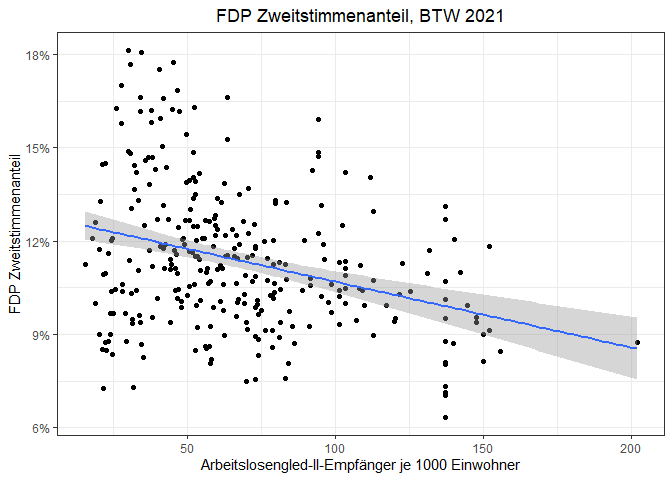 FDP Zweitstimmenanteil, BTW 2021
FDP Zweitstimmenanteil
18%
15%
12%
9%
6%
50 100 150 200
Arbeitslosengled-II-Empfänger je 1000 Einwohner